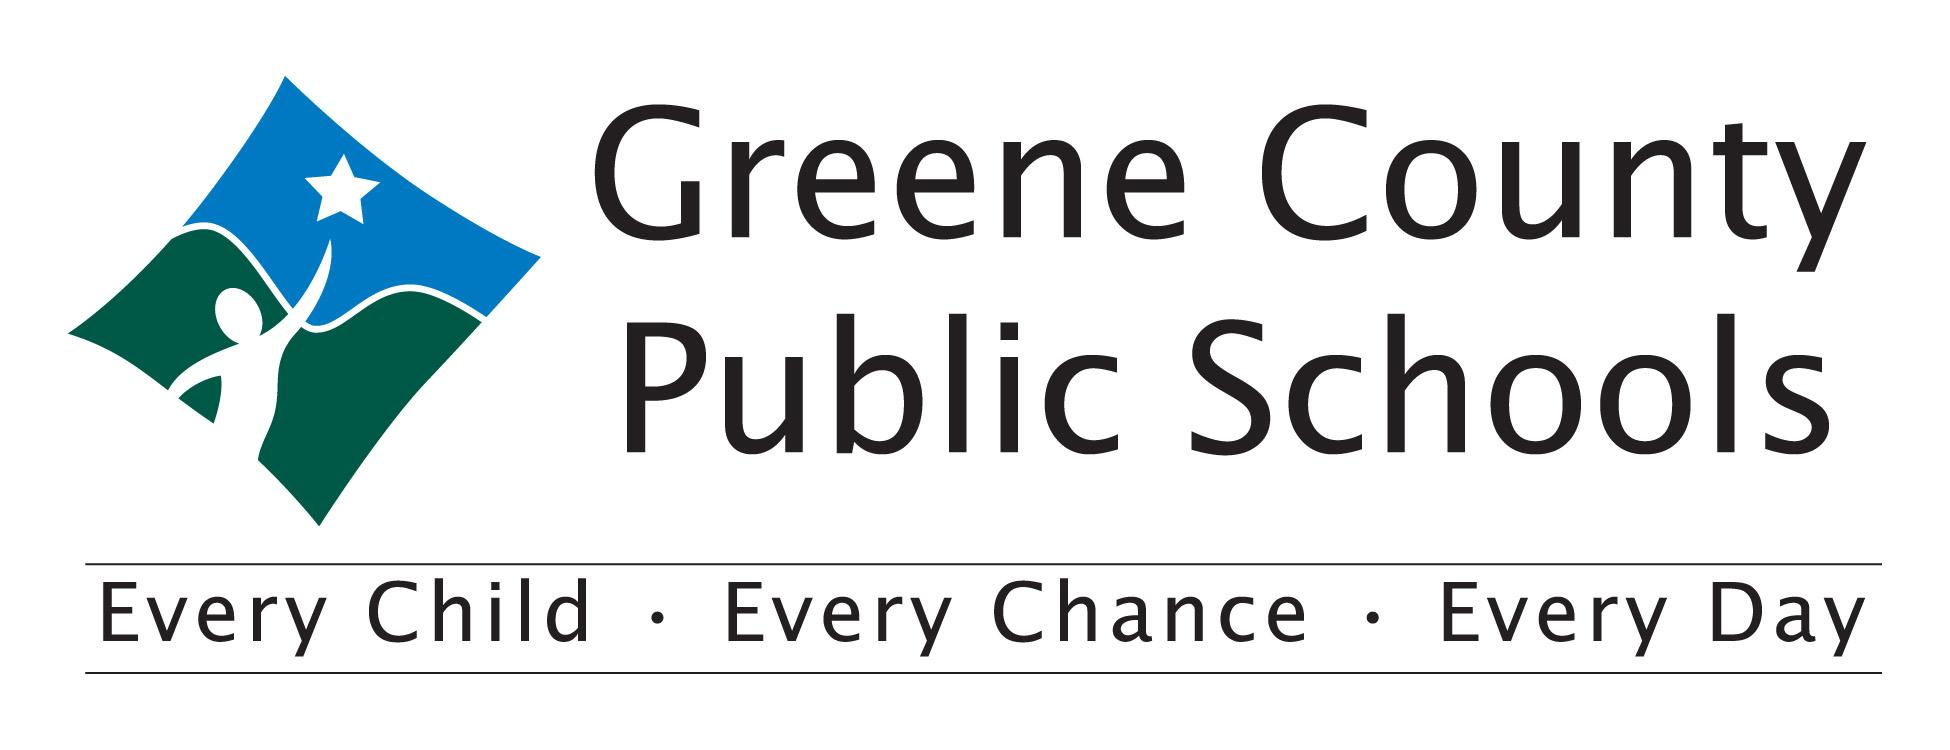 Greene County
Public Schools
Every Child · Every Chance · Every Day